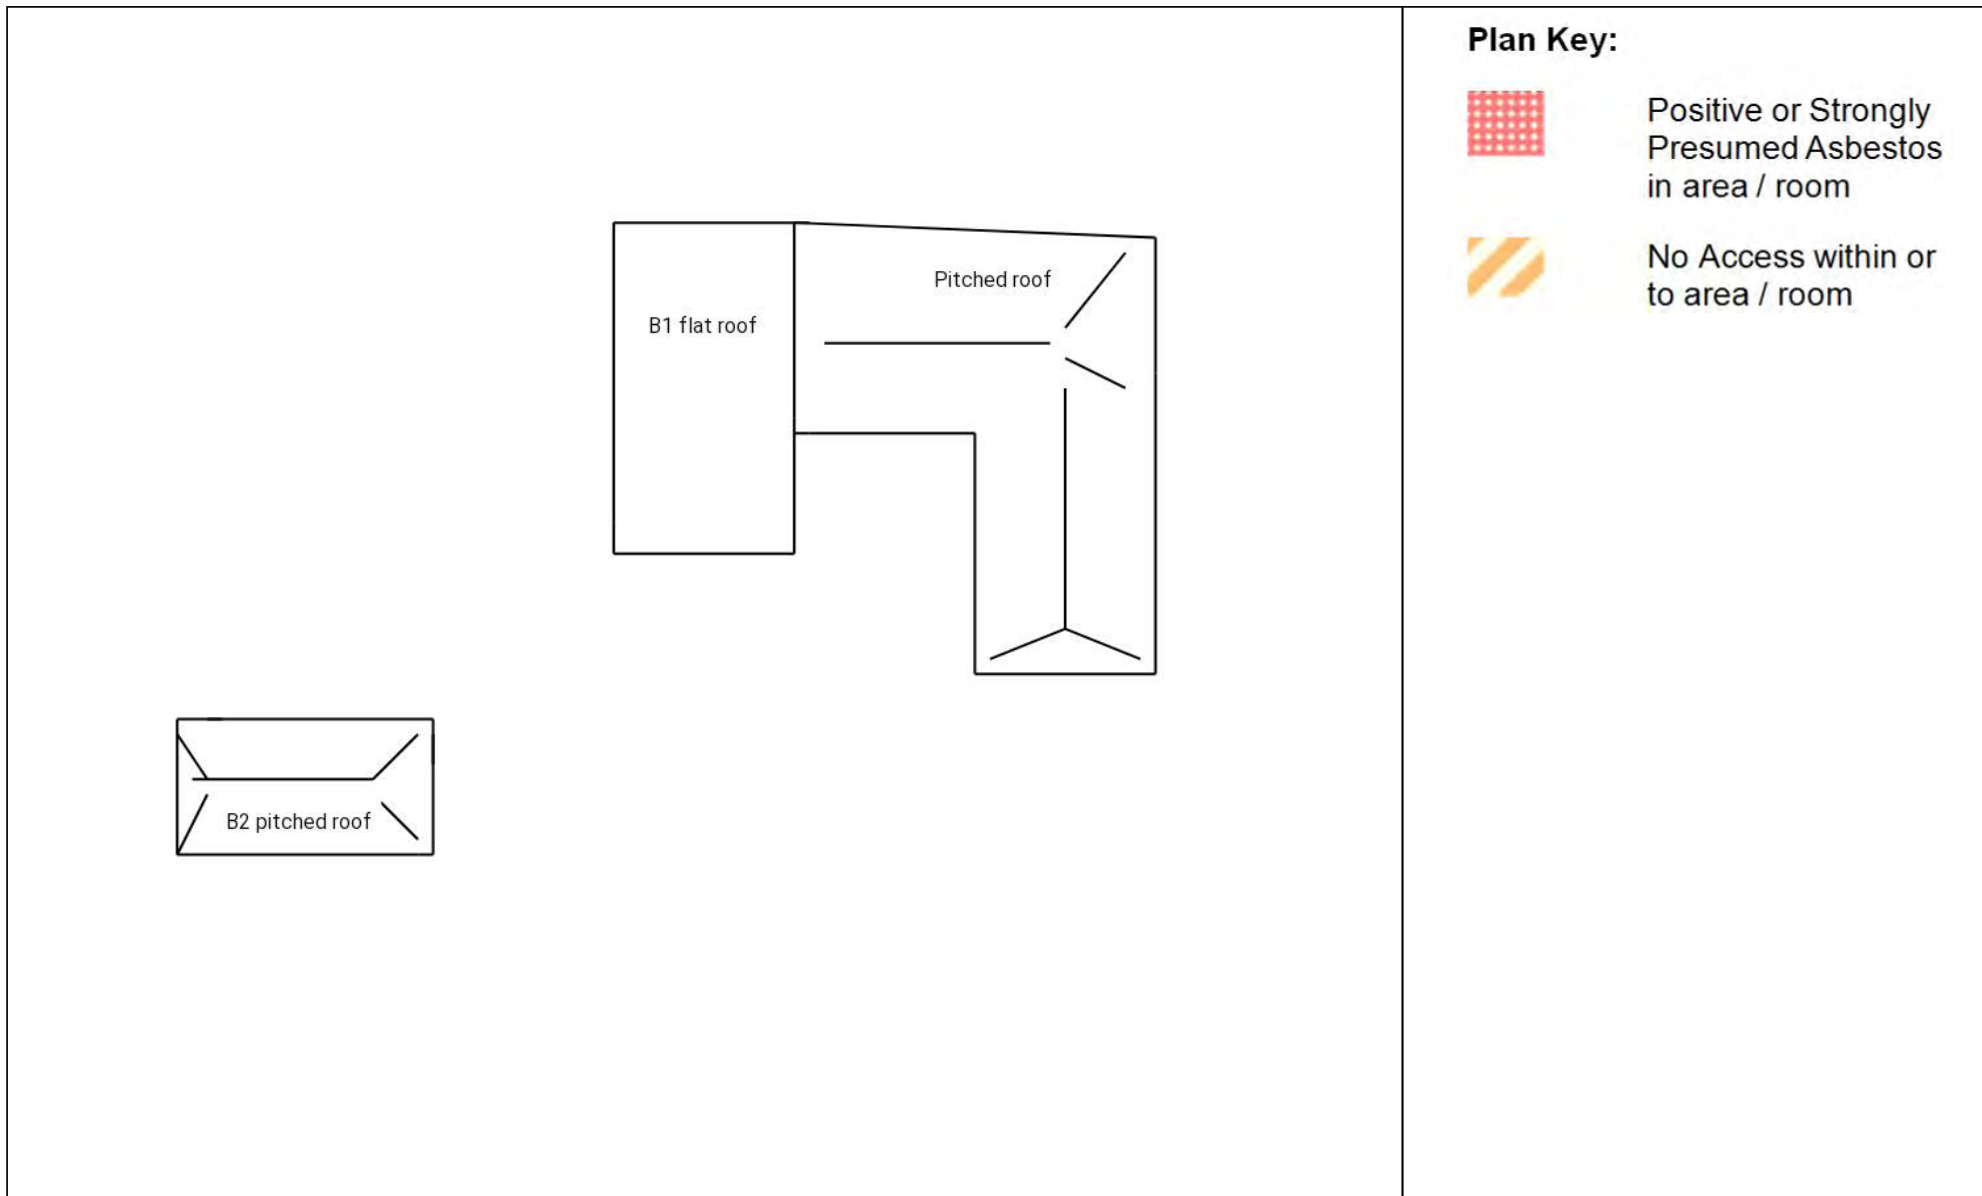 Plan Key:
Positive or Strongly
Presumed Asbestos
in area / room
No Access within or
to area / room
Pitched roof
B1 flat roof
B2 pitched roof